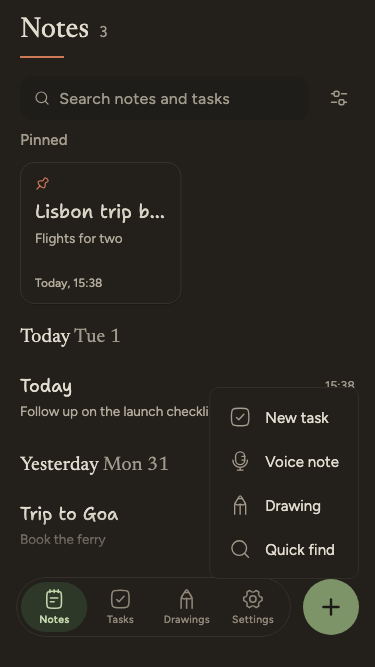 Notes 3
Search notes and tasks
Pinned
Lisbon trip b...
Flights for two
Today, 15:38
Today Tue 1
Today 15:38
Follow up on the launch checkli
New task
Voice note
Yesterday Mon 31
Drawing
Trip to Goa
Book the ferry
Quick find
Notes Tasks Drawings Settings